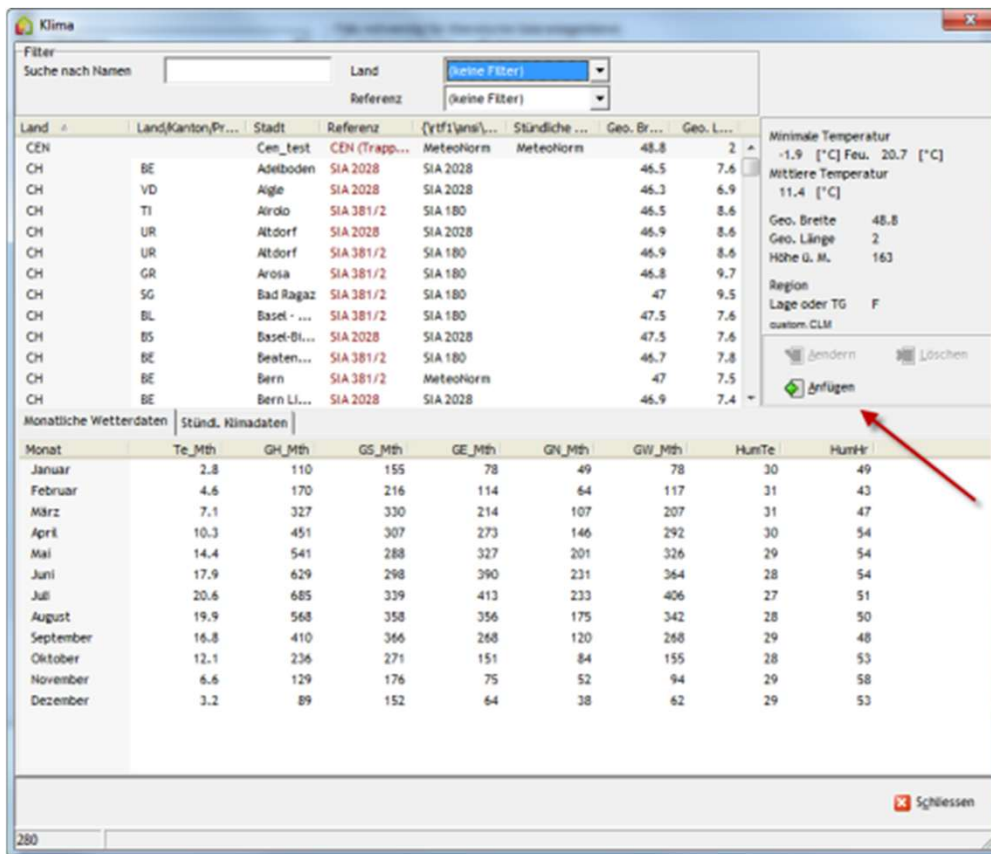 Klima
Filter
Suche nach Namen Land (keine Filter)
Referenz (keine Filter)
Land Land/Kanton/Pr... Stadt Referenz {\rtf1\ansi\... Stündliche ... Geo. Br... Geo. L...
CEN Cen_test CEN (Trapp... MeteoNorm MeteoNorm 48.8 2
CH BE Adelboden SIA 2028 SIA 2028 46.5 7.6
CH VD Aigle SIA 2028 SIA 2028 46.3 6.9
CH TI Airolo SIA 381/2 SIA 180 46.5 8.6
CH UR Altdorf SIA 2028 SIA 2028 46.9 8.6
CH UR Altdorf SIA 381/2 SIA 180 46.9 8.6
CH GR Arosa SIA 381/2 SIA 180 46.8 9.7
CH SG Bad Ragaz SIA 381/2 SIA 180 47 9.5
CH BL Basel - ... SIA 381/2 SIA 180 47.5 7.6
CH BS Basel-Bi... SIA 2028 SIA 2028 47.5 7.6
CH BE Beaten... SIA 381/2 SIA 180 46.7 7.8
CH BE Bern SIA 381/2 MeteoNorm 47 7.5
CH BE Bern Li... SIA 2028 SIA 2028 46.9 7.4
Minimale Temperatur
-1.9 [°C] Feu. 20.7 [°C]
Mittlere Temperatur
11.4 [°C]
Geo. Breite 48.8
Geo. Länge 2
Höhe ü. M. 163
Region
Lage oder TG F
custom.CLM
Aendern Löschen
Anfügen
Monatliche Wetterdaten Stündl. Klimadaten
Monat Te_Mth GH_Mth GS_Mth GE_Mth GN_Mth GW_Mth HumTe HumHr
Januar 2.8 110 155 78 49 78 30 49
Februar 4.6 170 216 114 64 117 31 43
März 7.1 327 330 214 107 207 31 47
April 10.3 451 307 273 146 292 30 54
Mai 14.4 541 288 327 201 326 29 54
Juni 17.9 629 298 390 231 364 28 54
Juli 20.6 685 339 413 233 406 27 51
August 19.9 568 358 356 175 342 28 50
September 16.8 410 366 268 120 268 29 48
Oktober 12.1 236 271 151 84 155 28 53
November 6.6 129 176 75 52 94 29 58
Dezember 3.2 89 152 64 38 62 29 53
Schliessen
280